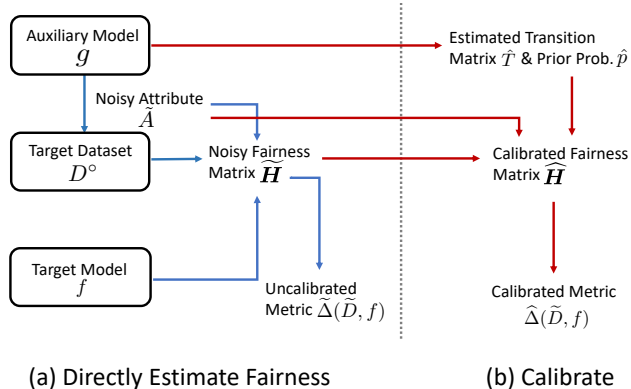 Auxiliary Model
g
Noisy Attribute
Ã
Target Dataset
D°
Noisy Fairness
Matrix H̃
Target Model
f
Uncalibrated
Metric Δ̃(D̃, f)
(a) Directly Estimate Fairness
Estimated Transition
Matrix T̂ & Prior Prob. p̂
Calibrated Fairness
Matrix Ĥ
Calibrated Metric
Δ̂(D̃, f)
(b) Calibrate